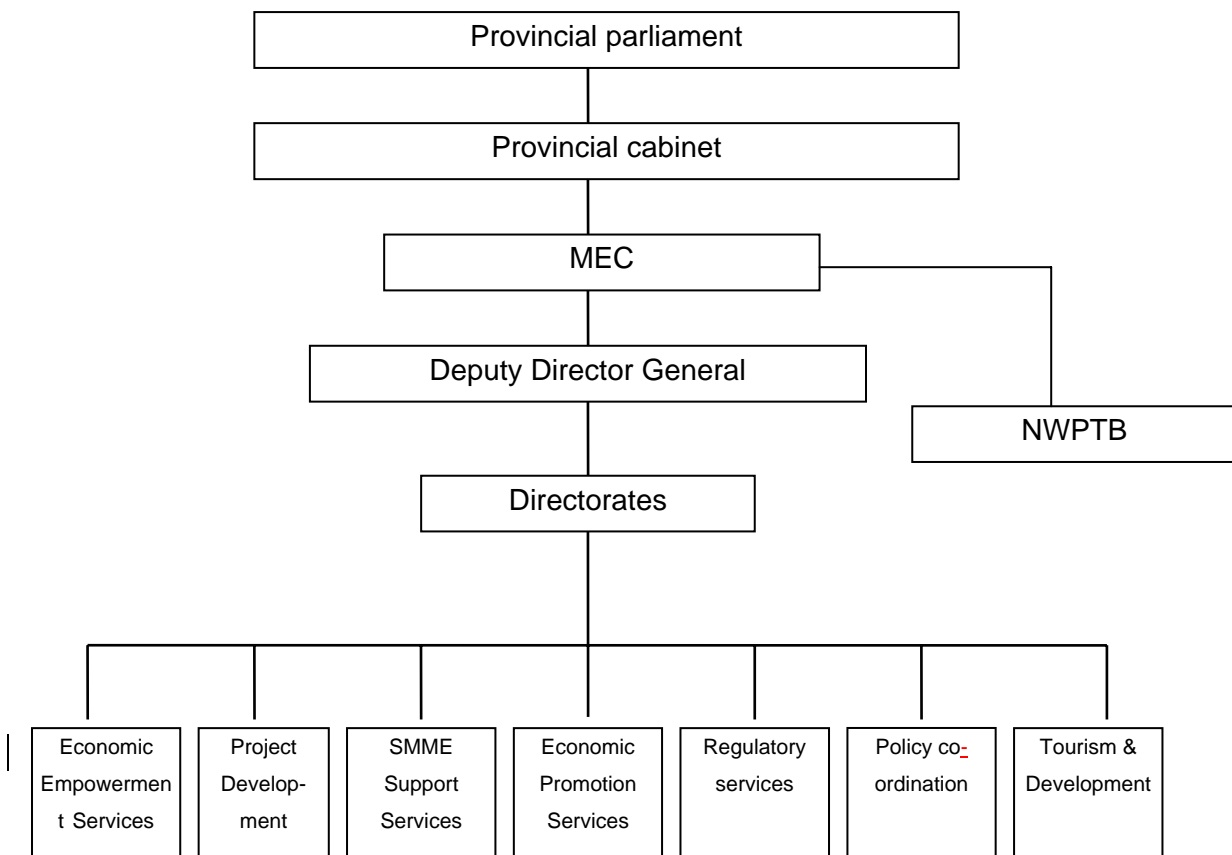 Provincial parliament
Provincial cabinet
MEC
Deputy Director General
NWPTB
Directorates
Economic
Empowermen
t Services
Project
Develop-
ment
SMME
Support
Services
Economic
Promotion
Services
Regulatory
services
Policy co-
ordination
Tourism &
Development